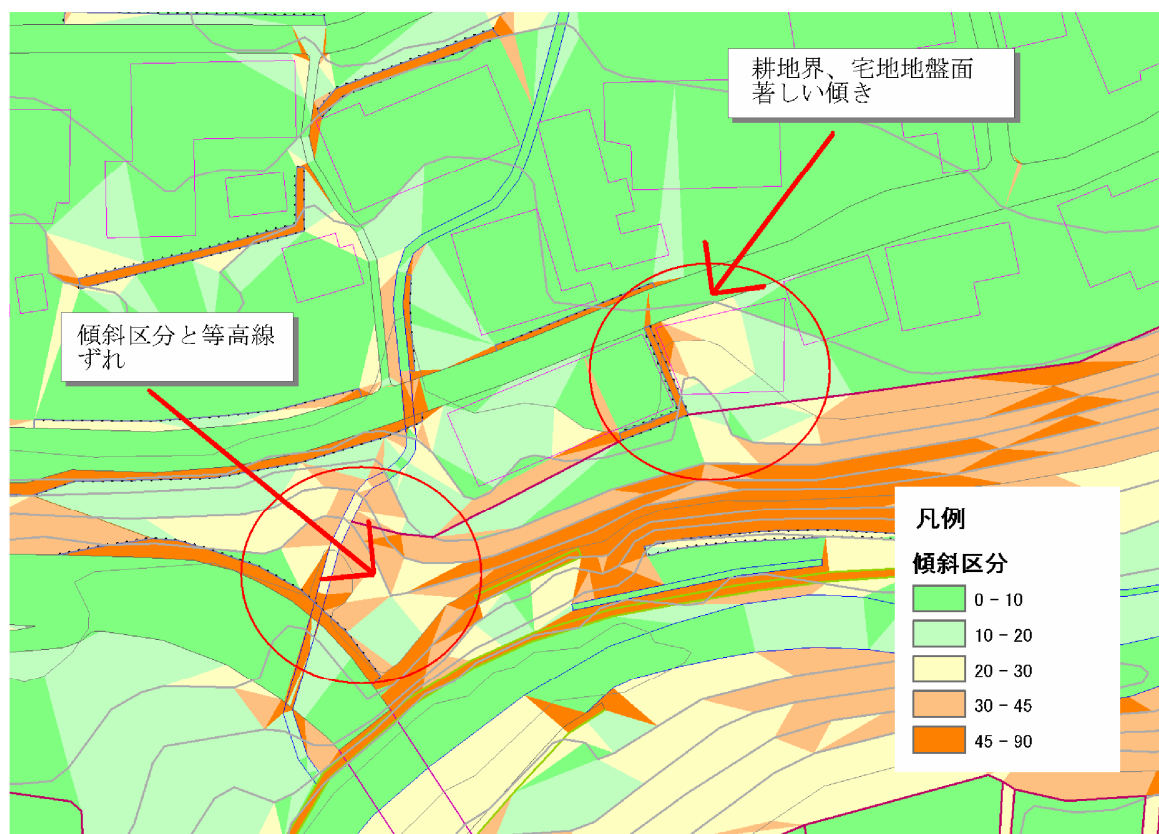 耕地界、宅地地盤面
著しい傾き
傾斜区分と等高線
ずれ
凡例
傾斜区分
0 - 10
10 - 20
20 - 30
30 - 45
45 - 90